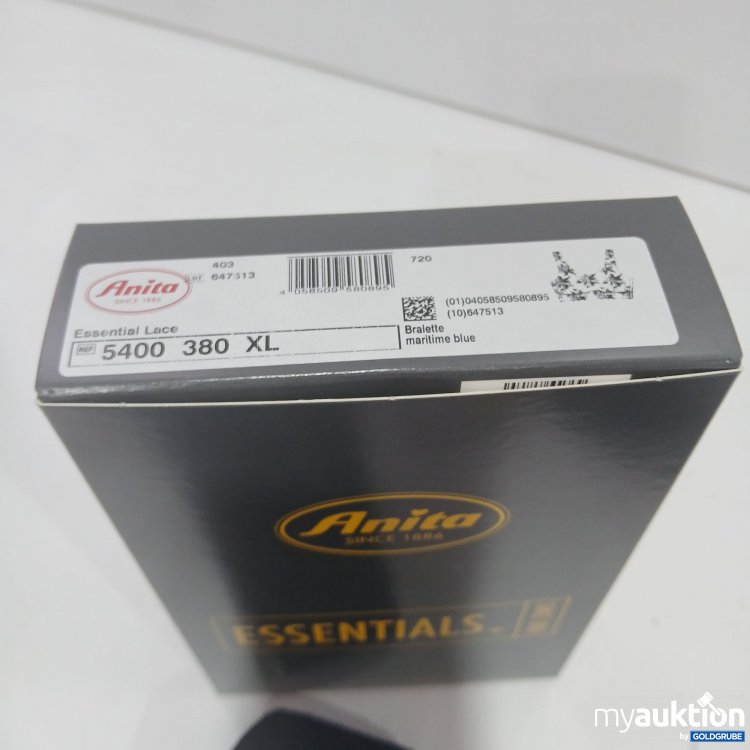 403
LOT 647513
720
Anita
SINCE 1886
4 058509 580895
(01)04058509580895
(10)647513
Essential Lace
REF 5400 380 XL
Bralette
maritime blue
Anita
SINCE 1886
ESSENTIALS.
myauktion
by GOLDGRUBE